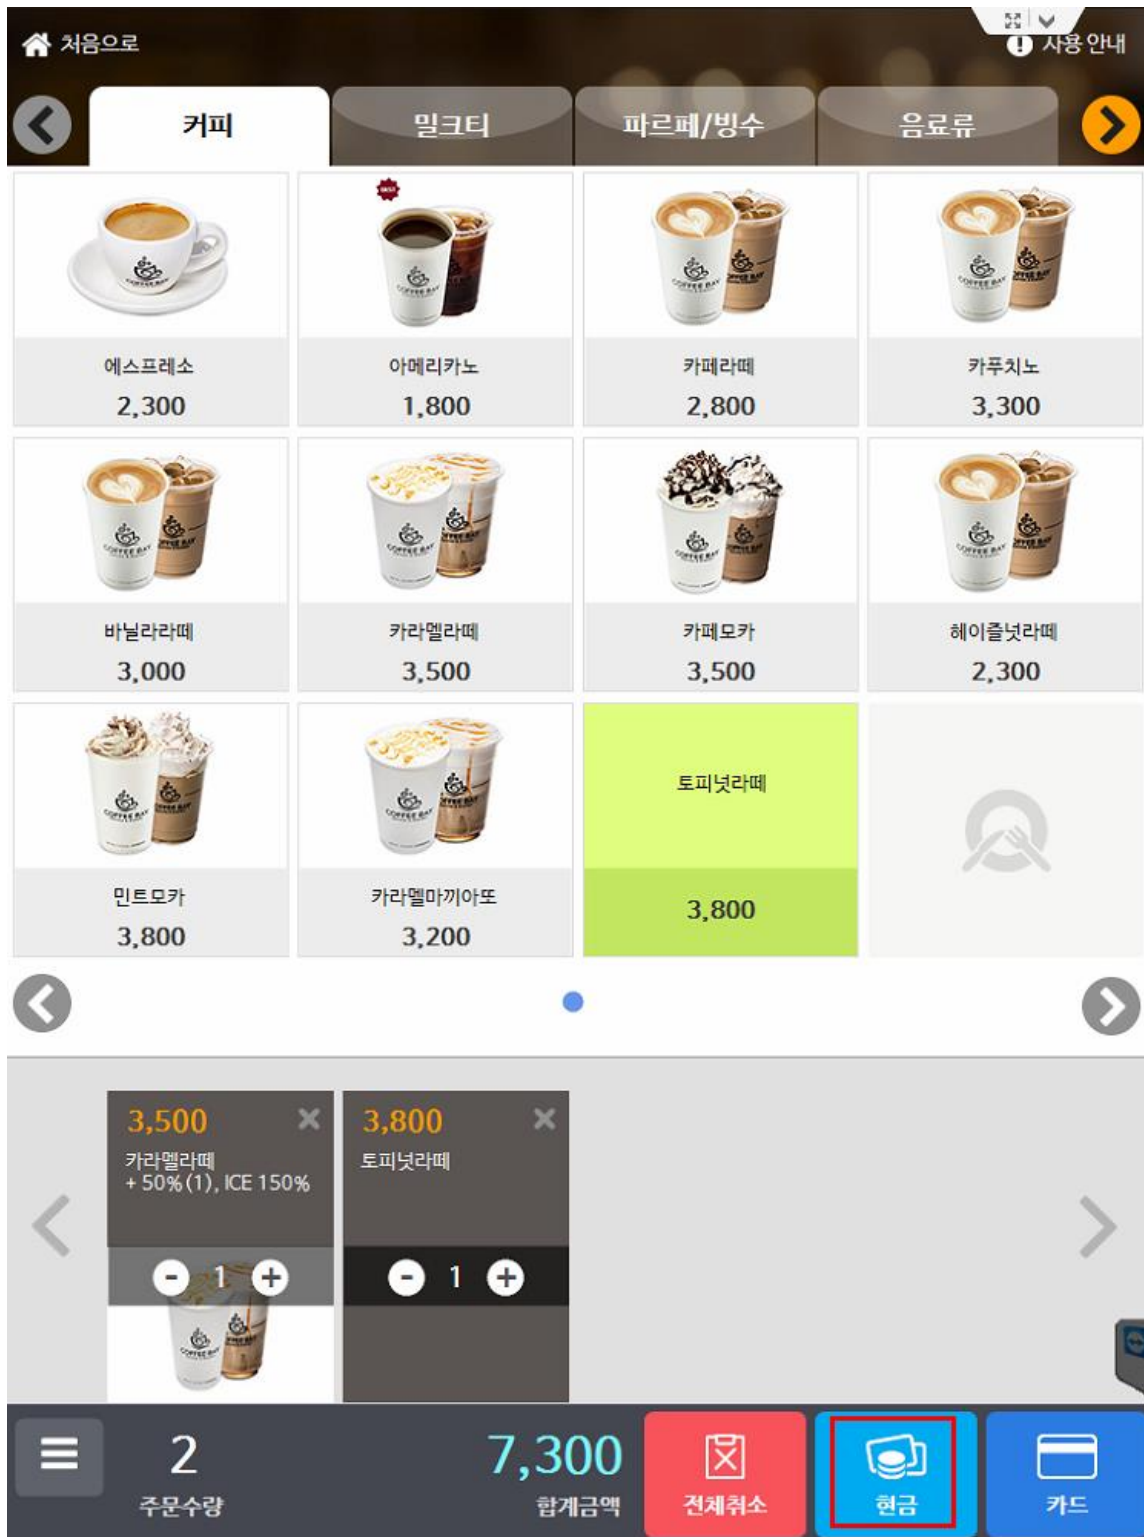 처음으로
사용 안내
커피
밀크티
파르페/빙수
음료류
에스프레소
2,300
BEST
아메리카노
1,800
카페라떼
2,800
카푸치노
3,300
바닐라라떼
3,000
카라멜라떼
3,500
카페모카
3,500
헤이즐넛라떼
2,300
민트모카
3,800
카라멜마끼아또
3,200
토피넛라떼
3,800
3,500
카라멜라떼
+ 50%(1), ICE 150%
- 1 +
3,800
토피넛라떼
- 1 +
COFFEE BAY
2
주문수량
7,300
합계금액
전체취소
현금
카드